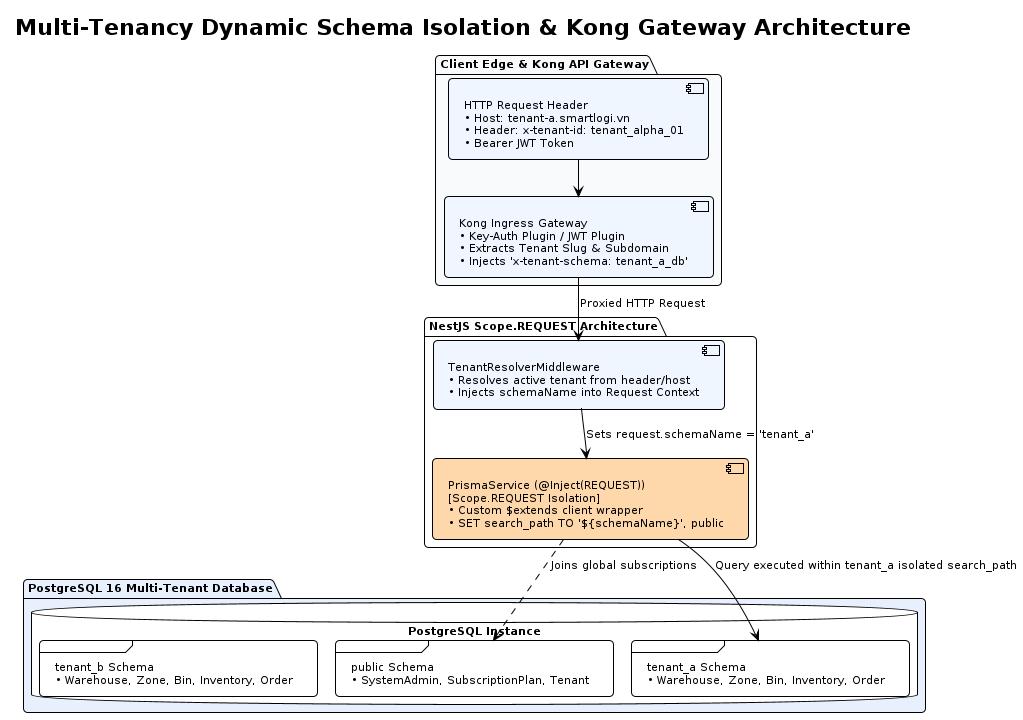 Multi-Tenancy Dynamic Schema Isolation & Kong Gateway Architecture
Client Edge & Kong API Gateway
HTTP Request Header
• Host: tenant-a.smartlogi.vn
• Header: x-tenant-id: tenant_alpha_01
• Bearer JWT Token
Kong Ingress Gateway
• Key-Auth Plugin / JWT Plugin
• Extracts Tenant Slug & Subdomain
• Injects 'x-tenant-schema: tenant_a_db'
Proxied HTTP Request
NestJS Scope.REQUEST Architecture
TenantResolverMiddleware
• Resolves active tenant from header/host
• Injects schemaName into Request Context
Sets request.schemaName = 'tenant_a'
PrismaService (@Inject(REQUEST))
[Scope.REQUEST Isolation]
• Custom $extends client wrapper
• SET search_path TO '${schemaName}', public
Joins global subscriptions
Query executed within tenant_a isolated search_path
PostgreSQL 16 Multi-Tenant Database
PostgreSQL Instance
tenant_b Schema
• Warehouse, Zone, Bin, Inventory, Order
public Schema
• SystemAdmin, SubscriptionPlan, Tenant
tenant_a Schema
• Warehouse, Zone, Bin, Inventory, Order